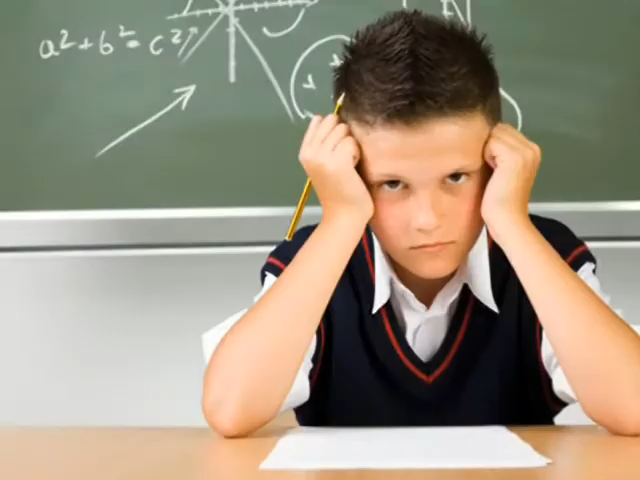 a² + b² = c²
N